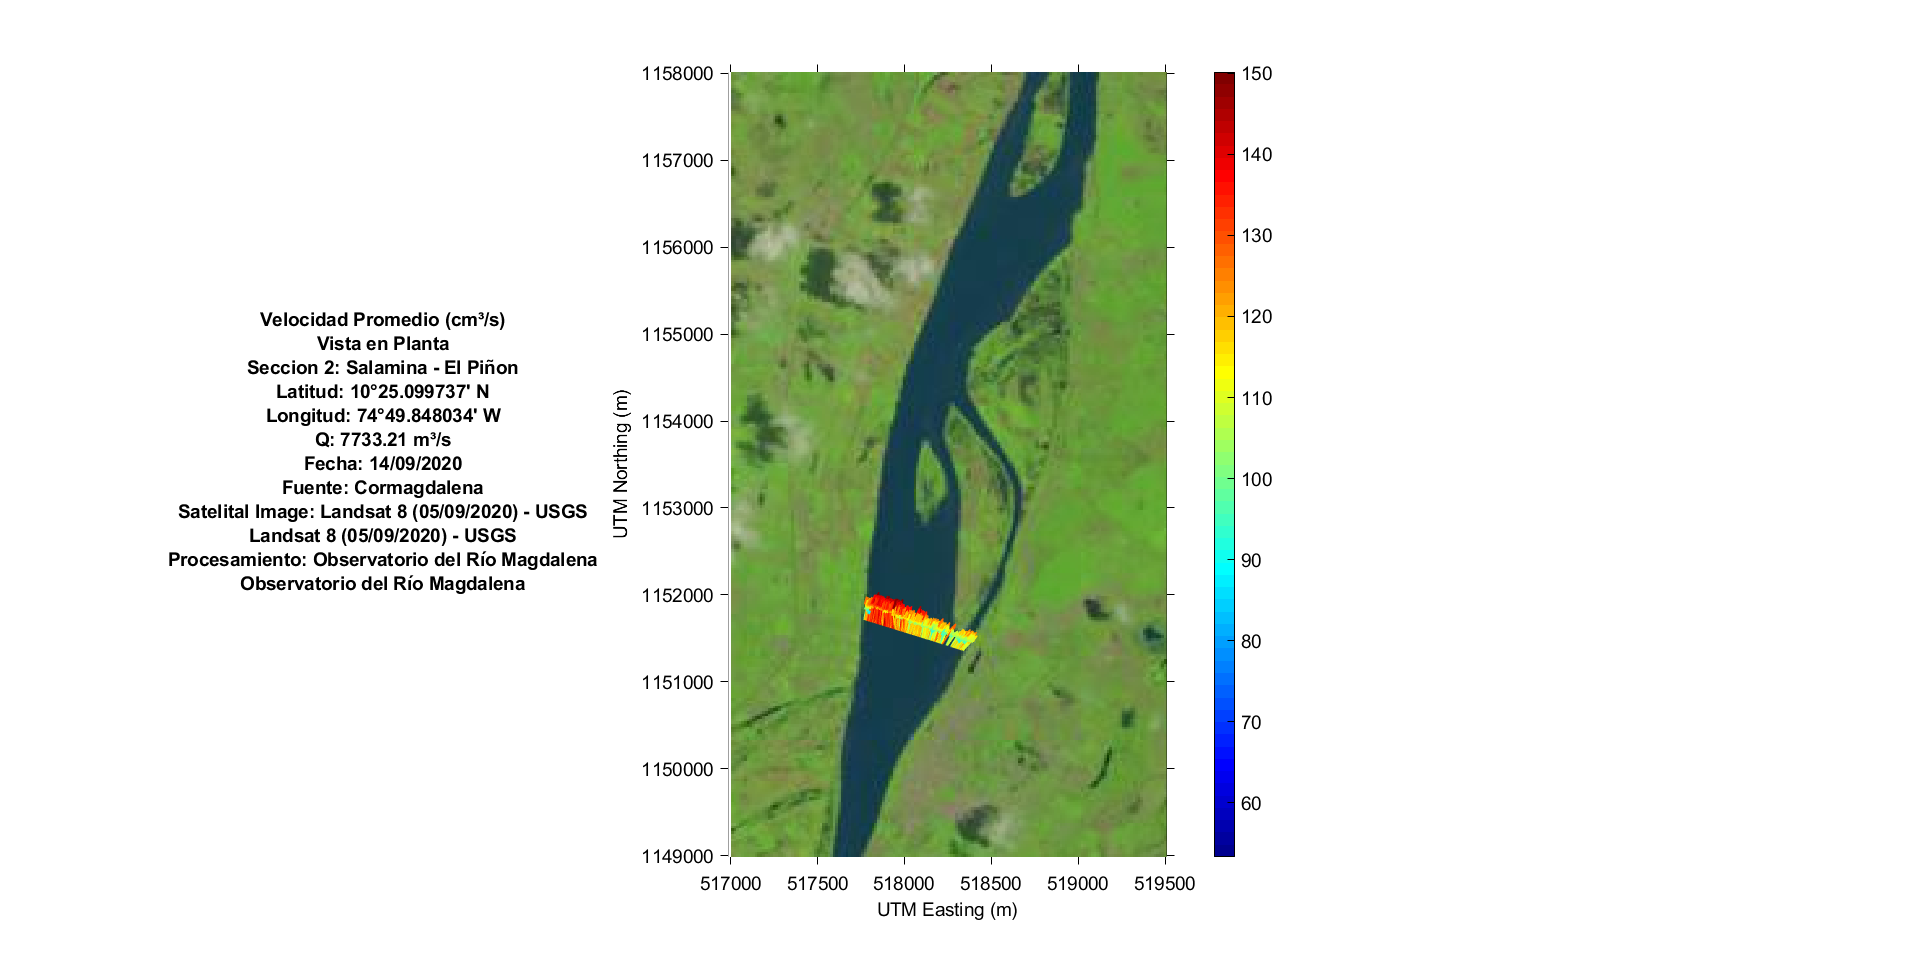 Velocidad Promedio (cm³/s)
Vista en Planta
Seccion 2: Salamina - El Piñon
Latitud: 10°25.099737' N
Longitud: 74°49.848034' W
Q: 7733.21 m³/s
Fecha: 14/09/2020
Fuente: Cormagdalena
Satelital Image: Landsat 8 (05/09/2020) - USGS
Landsat 8 (05/09/2020) - USGS
Procesamiento: Observatorio del Río Magdalena
Observatorio del Río Magdalena
UTM Northing (m)
1158000
1157000
1156000
1155000
1154000
1153000
1152000
1151000
1150000
1149000
517000 517500 518000 518500 519000 519500
UTM Easting (m)
150
140
130
120
110
100
90
80
70
60